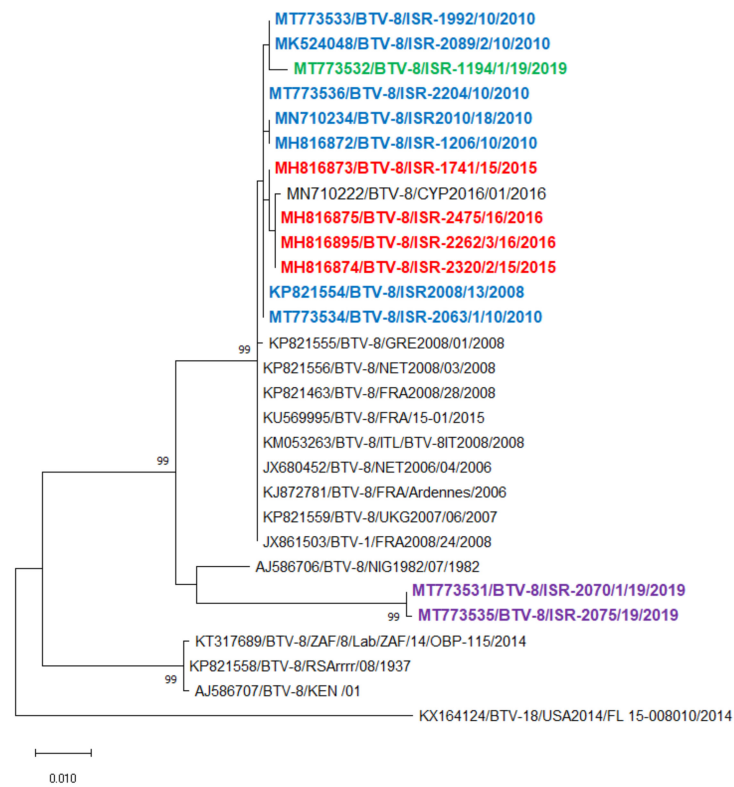 MT773533/BTV-8/ISR-1992/10/2010
MK524048/BTV-8/ISR-2089/2/10/2010
MT773532/BTV-8/ISR-1194/1/19/2019
MT773536/BTV-8/ISR-2204/10/2010
MN710234/BTV-8/ISR2010/18/2010
MH816872/BTV-8/ISR-1206/10/2010
MH816873/BTV-8/ISR-1741/15/2015
MN710222/BTV-8/CYP2016/01/2016
MH816875/BTV-8/ISR-2475/16/2016
MH816895/BTV-8/ISR-2262/3/16/2016
MH816874/BTV-8/ISR-2320/2/15/2015
KP821554/BTV-8/ISR2008/13/2008
MT773534/BTV-8/ISR-2063/1/10/2010
99
KP821555/BTV-8/GRE2008/01/2008
KP821556/BTV-8/NET2008/03/2008
KP821463/BTV-8/FRA2008/28/2008
KU569995/BTV-8/FRA/15-01/2015
KM053263/BTV-8/ITL/BTV-8IT2008/2008
99
JX680452/BTV-8/NET2006/04/2006
KJ872781/BTV-8/FRA/Ardennes/2006
KP821559/BTV-8/UKG2007/06/2007
JX861503/BTV-1/FRA2008/24/2008
AJ586706/BTV-8/NIG1982/07/1982
MT773531/BTV-8/ISR-2070/1/19/2019
99
MT773535/BTV-8/ISR-2075/19/2019
KT317689/BTV-8/ZAF/8/Lab/ZAF/14/OBP-115/2014
KP821558/BTV-8/RSArrrr/08/1937
99
AJ586707/BTV-8/KEN /01
KX164124/BTV-18/USA2014/FL 15-008010/2014
0.010